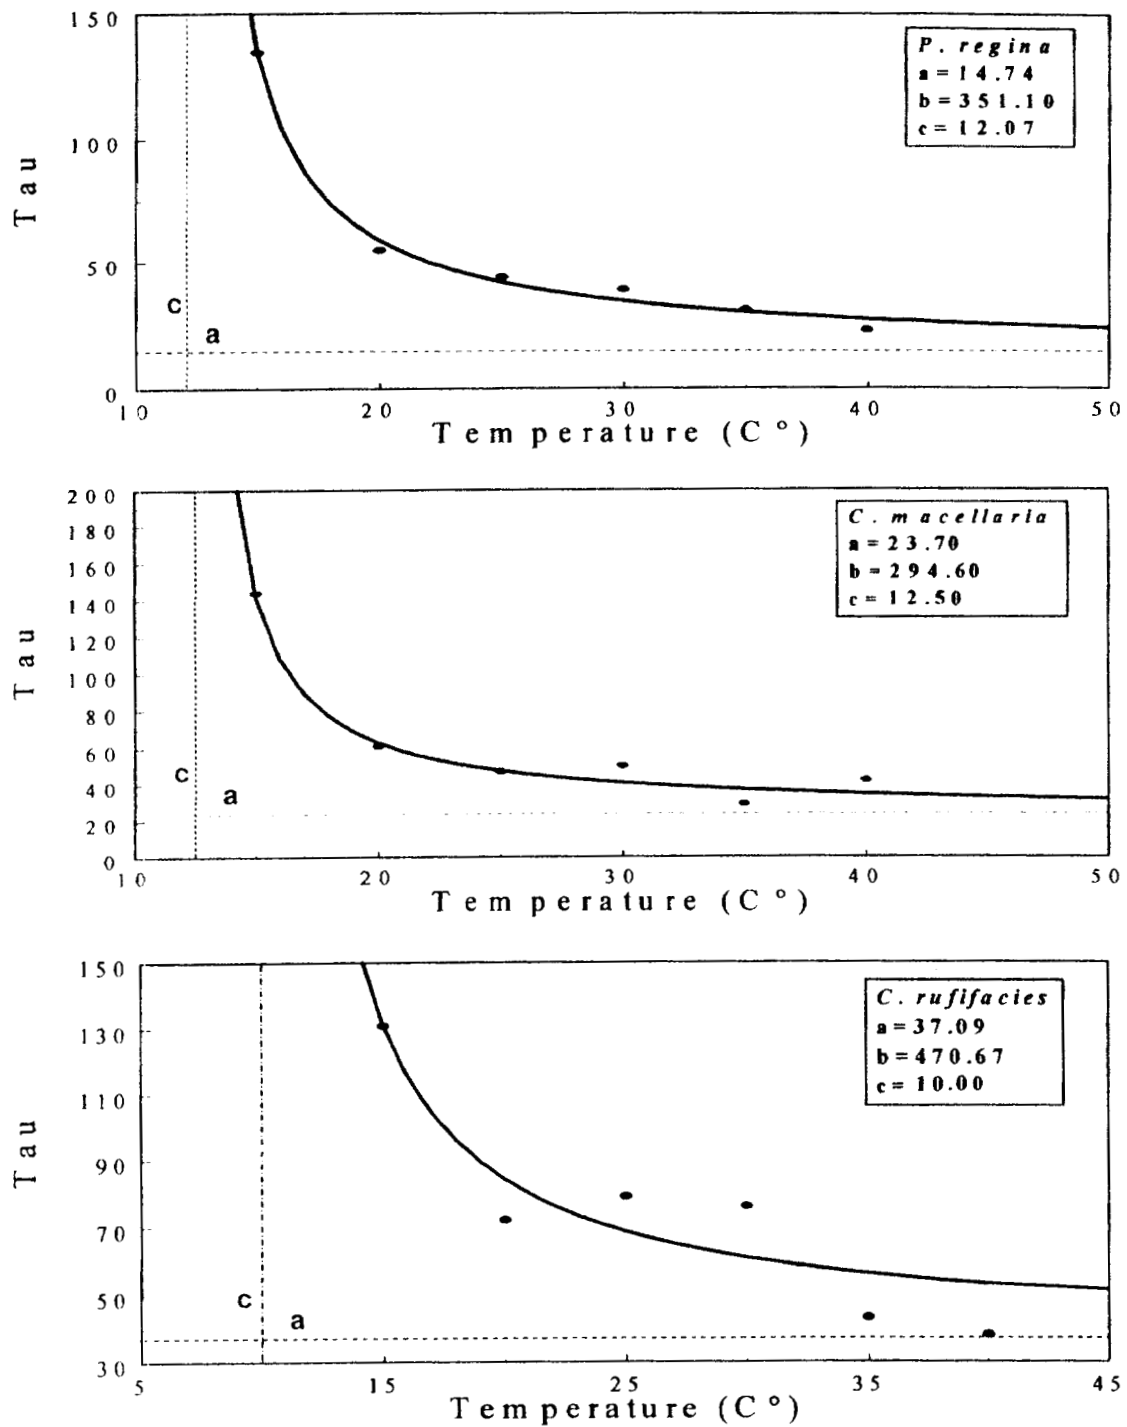 150
100
50
0
Tau
P. regina
a = 14.74
b = 351.10
c = 12.07
c
a
10 20 30 40 50
Temperature (C°)
200
180
160
140
120
100
80
60
40
20
0
Tau
C. macellaria
a = 23.70
b = 294.60
c = 12.50
c
a
10 20 30 40 50
Temperature (C°)
150
130
110
90
70
50
30
Tau
C. rufifacies
a = 37.09
b = 470.67
c = 10.00
c
a
5 15 25 35 45
Temperature (C°)